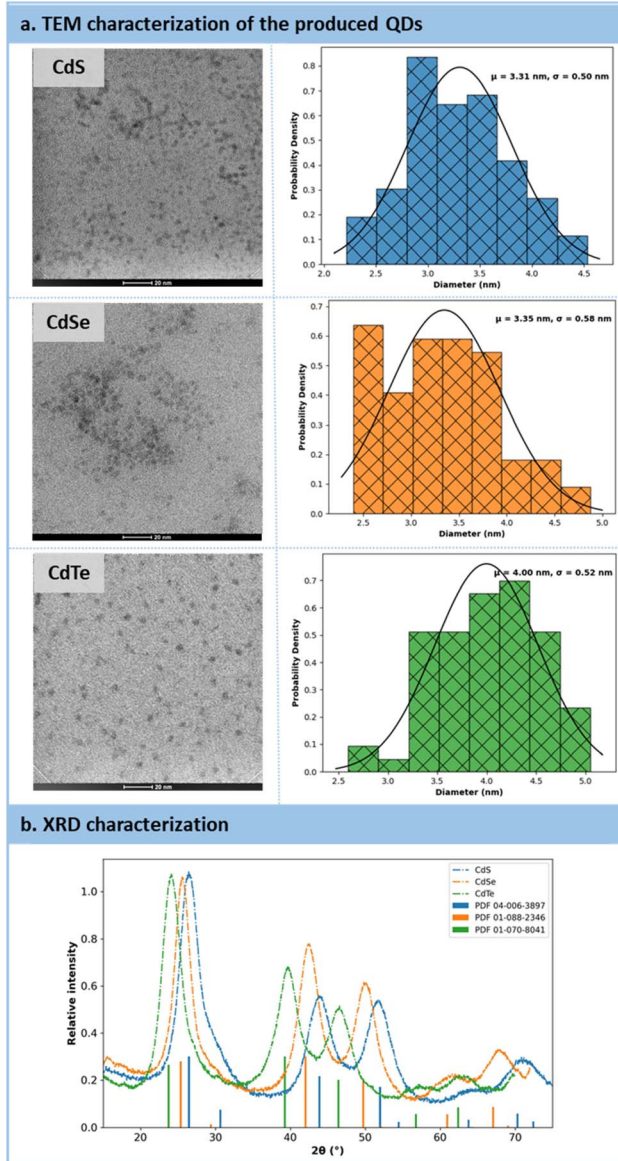 a. TEM characterization of the produced QDs
CdS
20 nm
μ = 3.31 nm, σ = 0.50 nm
Probability Density
0.8
0.7
0.6
0.5
0.4
0.3
0.2
0.1
0.0
2.0 2.5 3.0 3.5 4.0 4.5
Diameter (nm)
CdSe
20 nm
μ = 3.35 nm, σ = 0.58 nm
Probability Density
0.7
0.6
0.5
0.4
0.3
0.2
0.1
0.0
2.5 3.0 3.5 4.0 4.5 5.0
Diameter (nm)
CdTe
20 nm
μ = 4.00 nm, σ = 0.52 nm
Probability Density
0.7
0.6
0.5
0.4
0.3
0.2
0.1
0.0
2.5 3.0 3.5 4.0 4.5 5.0
Diameter (nm)
b. XRD characterization
Relative intensity
1.0
0.8
0.6
0.4
0.2
0.0
CdS
CdSe
CdTe
PDF 04-006-3897
PDF 01-088-2346
PDF 01-070-8041
20 30 40 50 60 70
2θ (°)